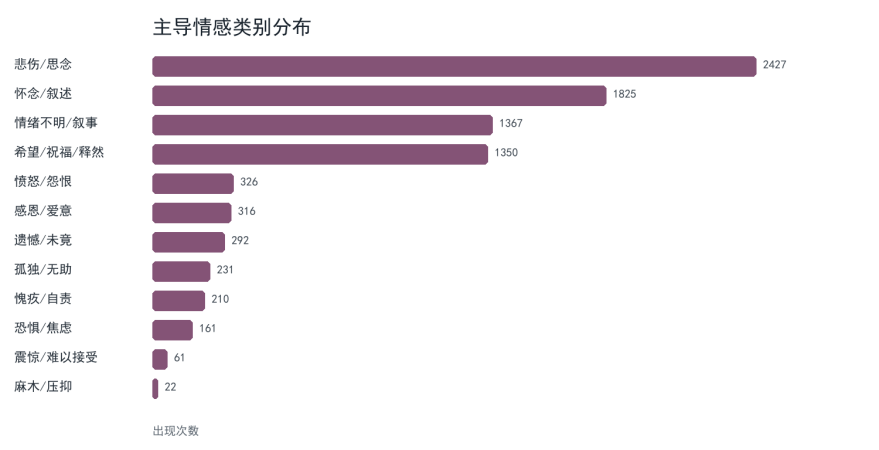 主导情感类别分布
悲伤/思念 2427
怀念/叙述 1825
情绪不明/叙事 1367
希望/祝福/释然 1350
愤怒/怨恨 326
感恩/爱意 316
遗憾/未竟 292
孤独/无助 231
愧疚/自责 210
恐惧/焦虑 161
震惊/难以接受 61
麻木/压抑 22
出现次数